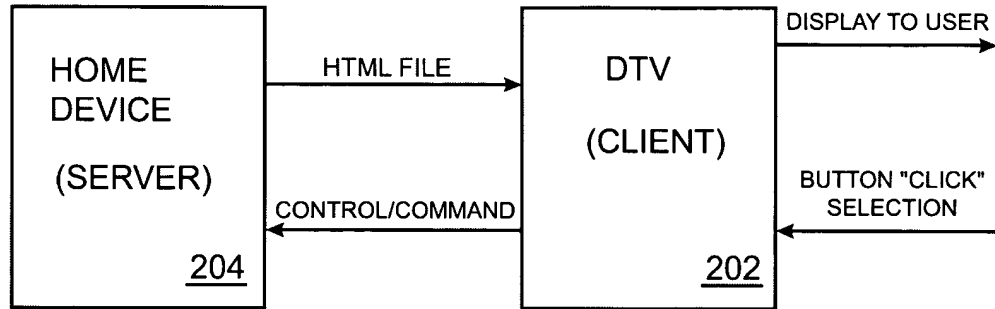 HOME
DEVICE
(SERVER)
204
HTML FILE
CONTROL/COMMAND
DTV
(CLIENT)
202
DISPLAY TO USER
BUTTON "CLICK"
SELECTION